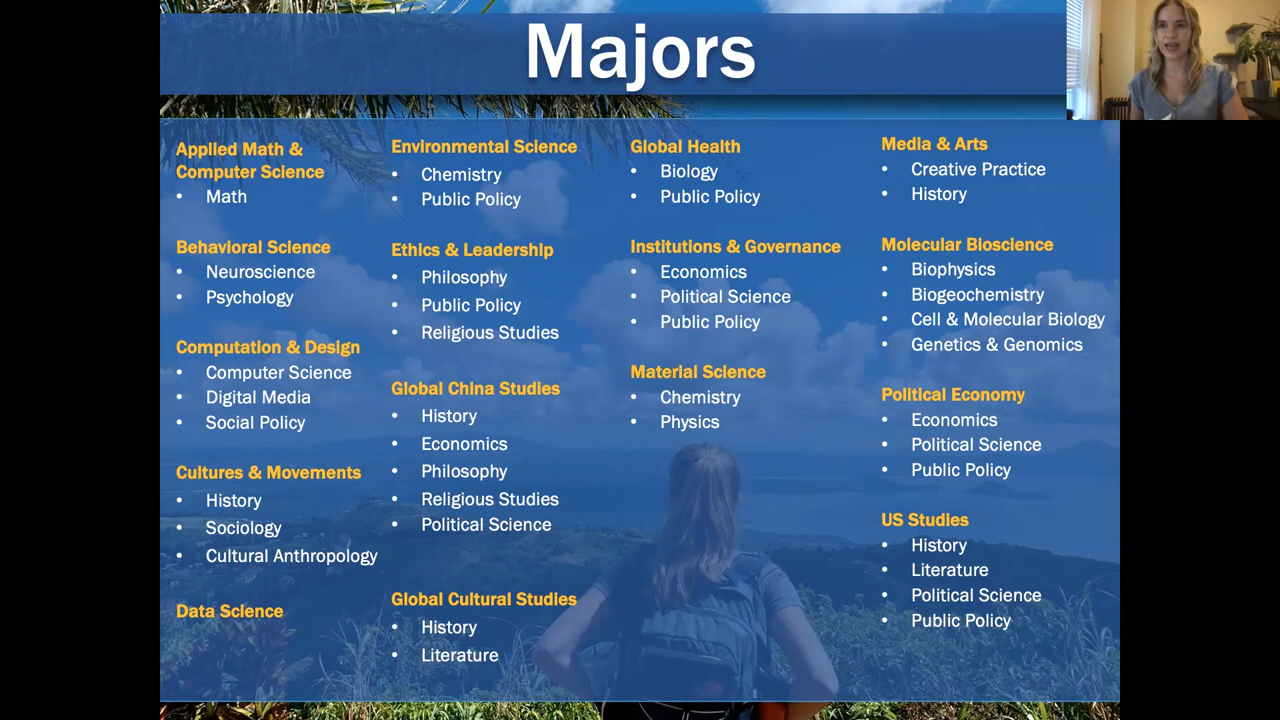 Majors
Applied Math &
Computer Science
• Math
Behavioral Science
• Neuroscience
• Psychology
Computation & Design
• Computer Science
• Digital Media
• Social Policy
Cultures & Movements
• History
• Sociology
• Cultural Anthropology
Data Science
Environmental Science
• Chemistry
• Public Policy
Ethics & Leadership
• Philosophy
• Public Policy
• Religious Studies
Global China Studies
• History
• Economics
• Philosophy
• Religious Studies
• Political Science
Global Cultural Studies
• History
• Literature
Global Health
• Biology
• Public Policy
Institutions & Governance
• Economics
• Political Science
• Public Policy
Material Science
• Chemistry
• Physics
Media & Arts
• Creative Practice
• History
Molecular Bioscience
• Biophysics
• Biogeochemistry
• Cell & Molecular Biology
• Genetics & Genomics
Political Economy
• Economics
• Political Science
• Public Policy
US Studies
• History
• Literature
• Political Science
• Public Policy